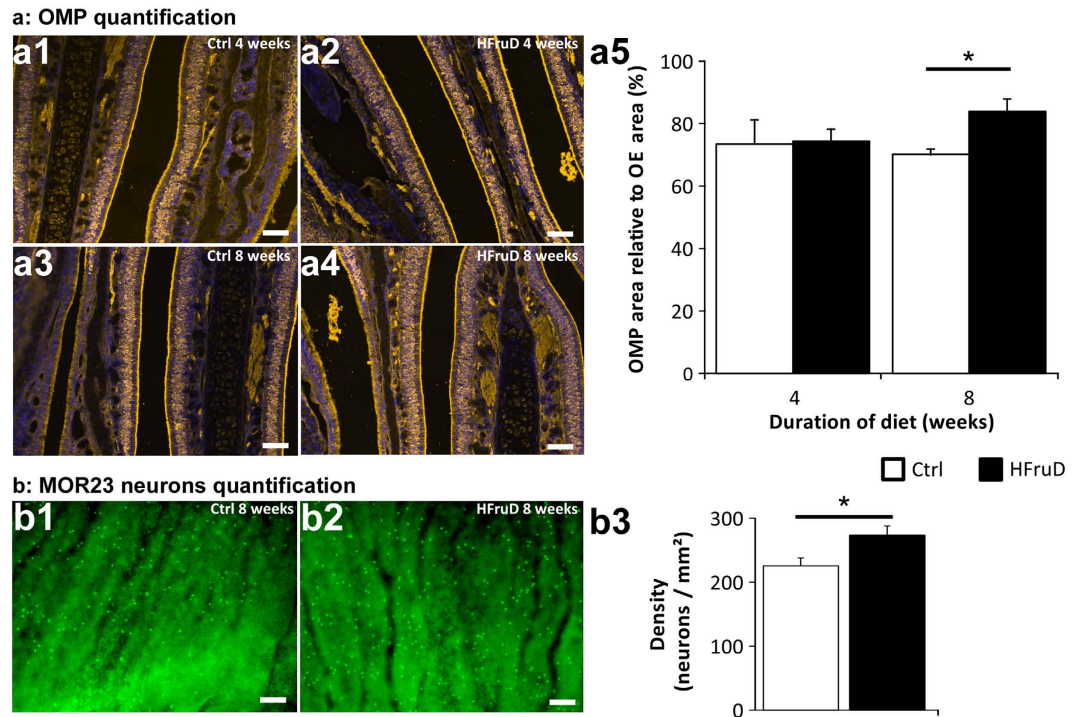 a: OMP quantification
a1
Ctrl 4 weeks
a2
HFruD 4 weeks
a3
Ctrl 8 weeks
a4
HFruD 8 weeks
a5
OMP area relative to OE area (%)
100
80
60
40
20
0
*
4
8
Duration of diet (weeks)
Ctrl
HFruD
b: MOR23 neurons quantification
b1
Ctrl 8 weeks
b2
HFruD 8 weeks
b3
Density
(neurons / mm²)
300
200
100
0
*